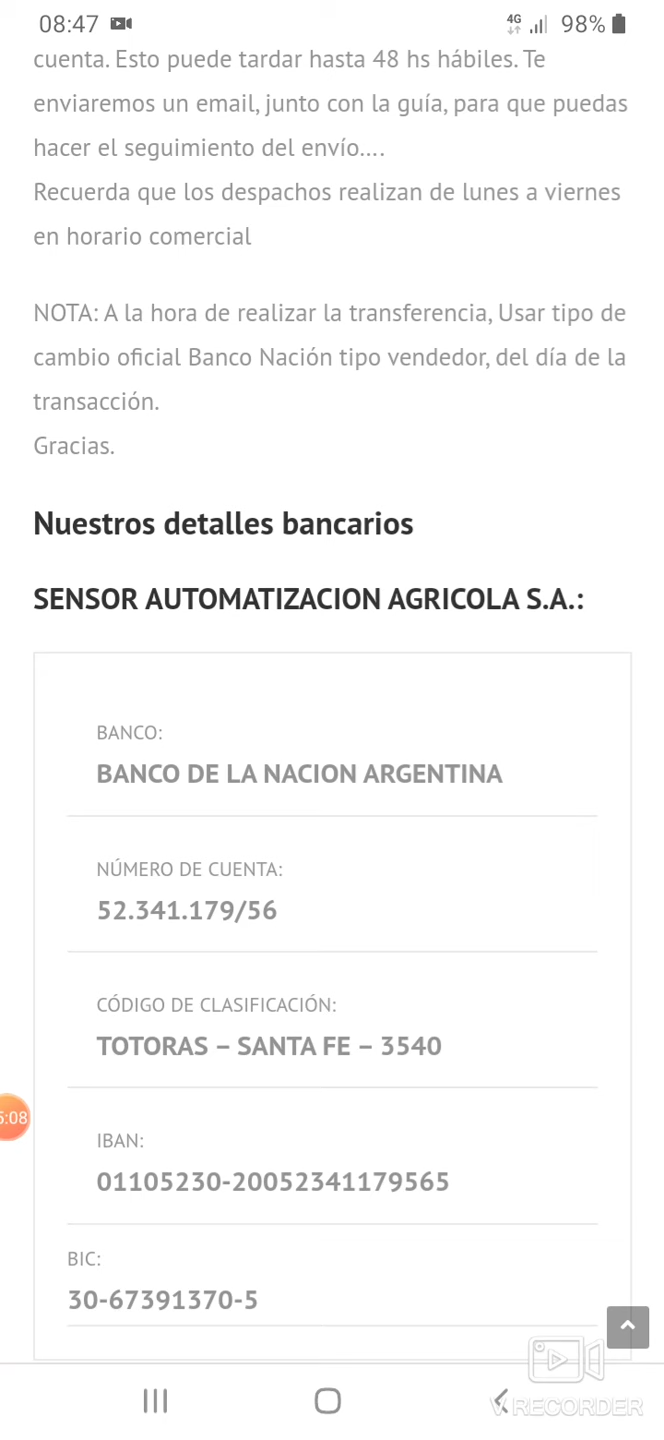 08:47
4G
98%
cuenta. Esto puede tardar hasta 48 hs hábiles. Te
enviaremos un email, junto con la guía, para que puedas
hacer el seguimiento del envío....
Recuerda que los despachos realizan de lunes a viernes
en horario comercial
NOTA: A la hora de realizar la transferencia, Usar tipo de
cambio oficial Banco Nación tipo vendedor, del día de la
transacción.
Gracias.
Nuestros detalles bancarios
SENSOR AUTOMATIZACION AGRICOLA S.A.:
BANCO:
BANCO DE LA NACION ARGENTINA
NÚMERO DE CUENTA:
52.341.179/56
CÓDIGO DE CLASIFICACIÓN:
TOTORAS – SANTA FE – 3540
5:08
IBAN:
01105230-20052341179565
BIC:
30-67391370-5
V.RECORDER